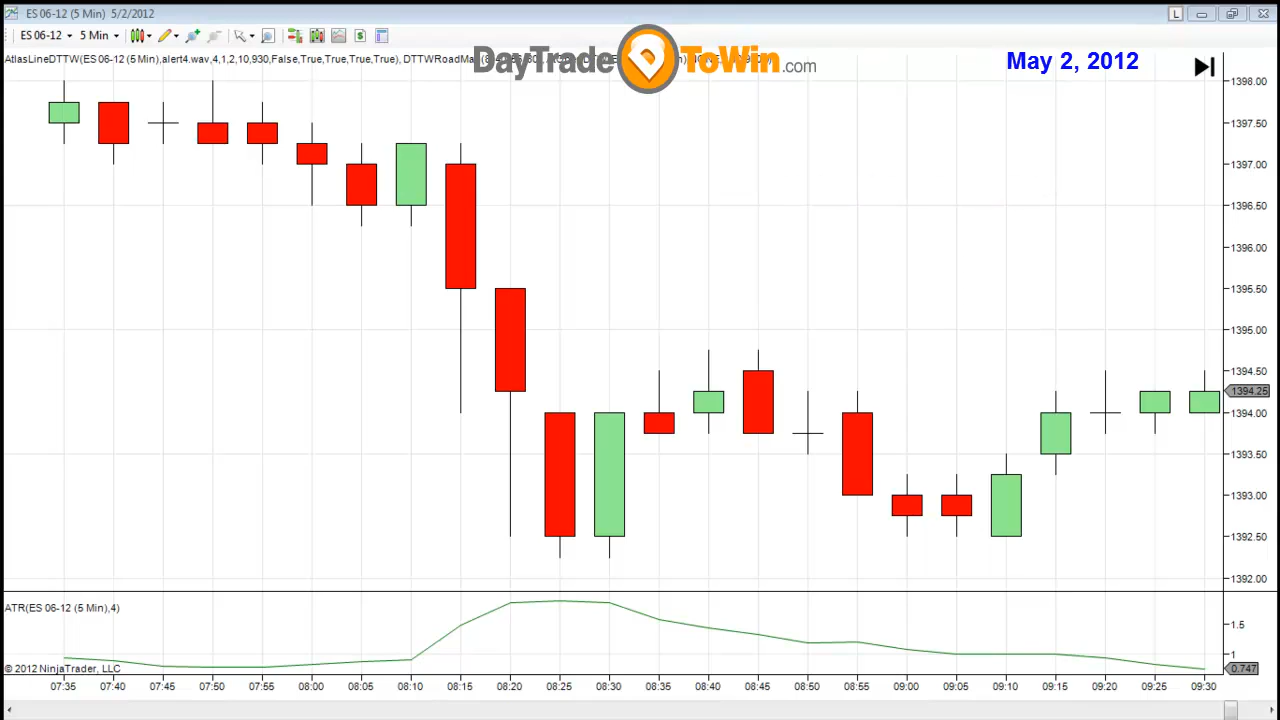 ES 06-12 (5 Min) 5/2/2012
L
ES 06-12 5 Min
AtlasLineDTTW(ES 06-12 (5 Min),alert4.wav,4,1,2,10,930,False,True,True,True,True), DTTWRoadMap
DayTradeToWin.com
May 2, 2012
1398.00
1397.50
1397.00
1396.50
1396.00
1395.50
1395.00
1394.50
1394.25
1394.00
1393.50
1393.00
1392.50
1392.00
ATR(ES 06-12 (5 Min),4)
1.5
1
0.747
© 2012 NinjaTrader, LLC
07:35 07:40 07:45 07:50 07:55 08:00 08:05 08:10 08:15 08:20 08:25 08:30 08:35 08:40 08:45 08:50 08:55 09:00 09:05 09:10 09:15 09:20 09:25 09:30